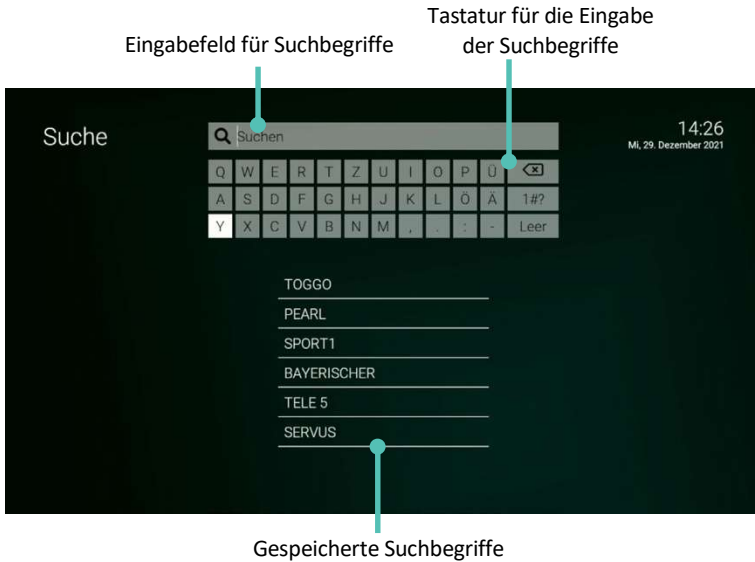 Tastatur für die Eingabe
der Suchbegriffe
Eingabefeld für Suchbegriffe
Suche
Suchen
14:26
Mi, 29. Dezember 2021
Q W E R T Z U I O P Ü
A S D F G H J K L Ö Ä 1#?
Y X C V B N M , . : - Leer
TOGGO
PEARL
SPORT1
BAYERISCHER
TELE 5
SERVUS
Gespeicherte Suchbegriffe